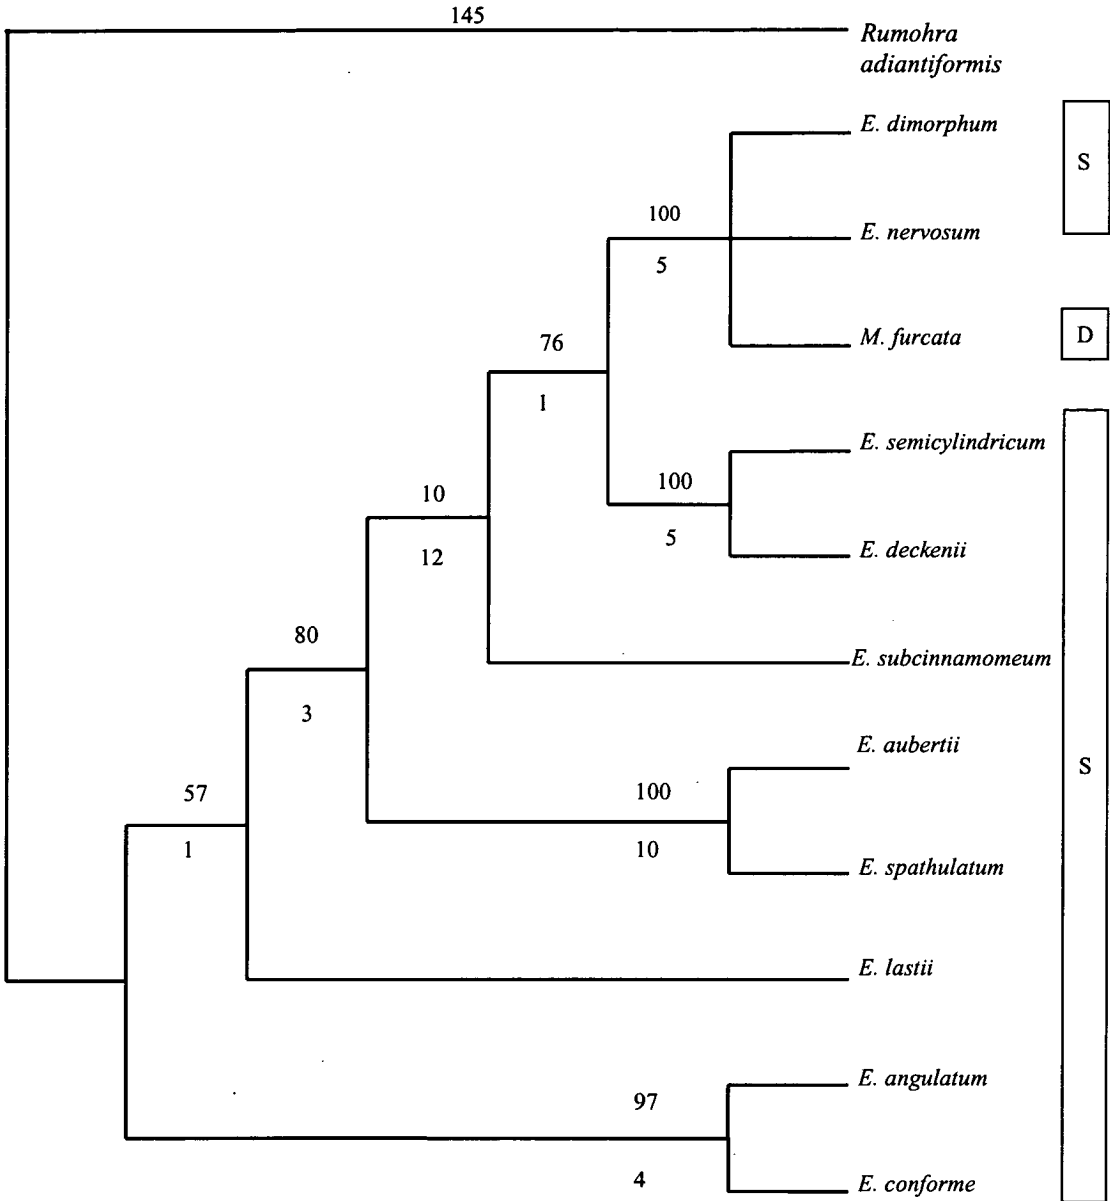 145
Rumohra
adiantiformis
E. dimorphum
S
100
E. nervosum
5
M. furcata
D
76
1
E. semicylindricum
100
5
E. deckenii
10
12
80
E. subcinnamomeum
3
E. aubertii
S
57
100
1
10
E. spathulatum
E. lastii
E. angulatum
97
4
E. conforme